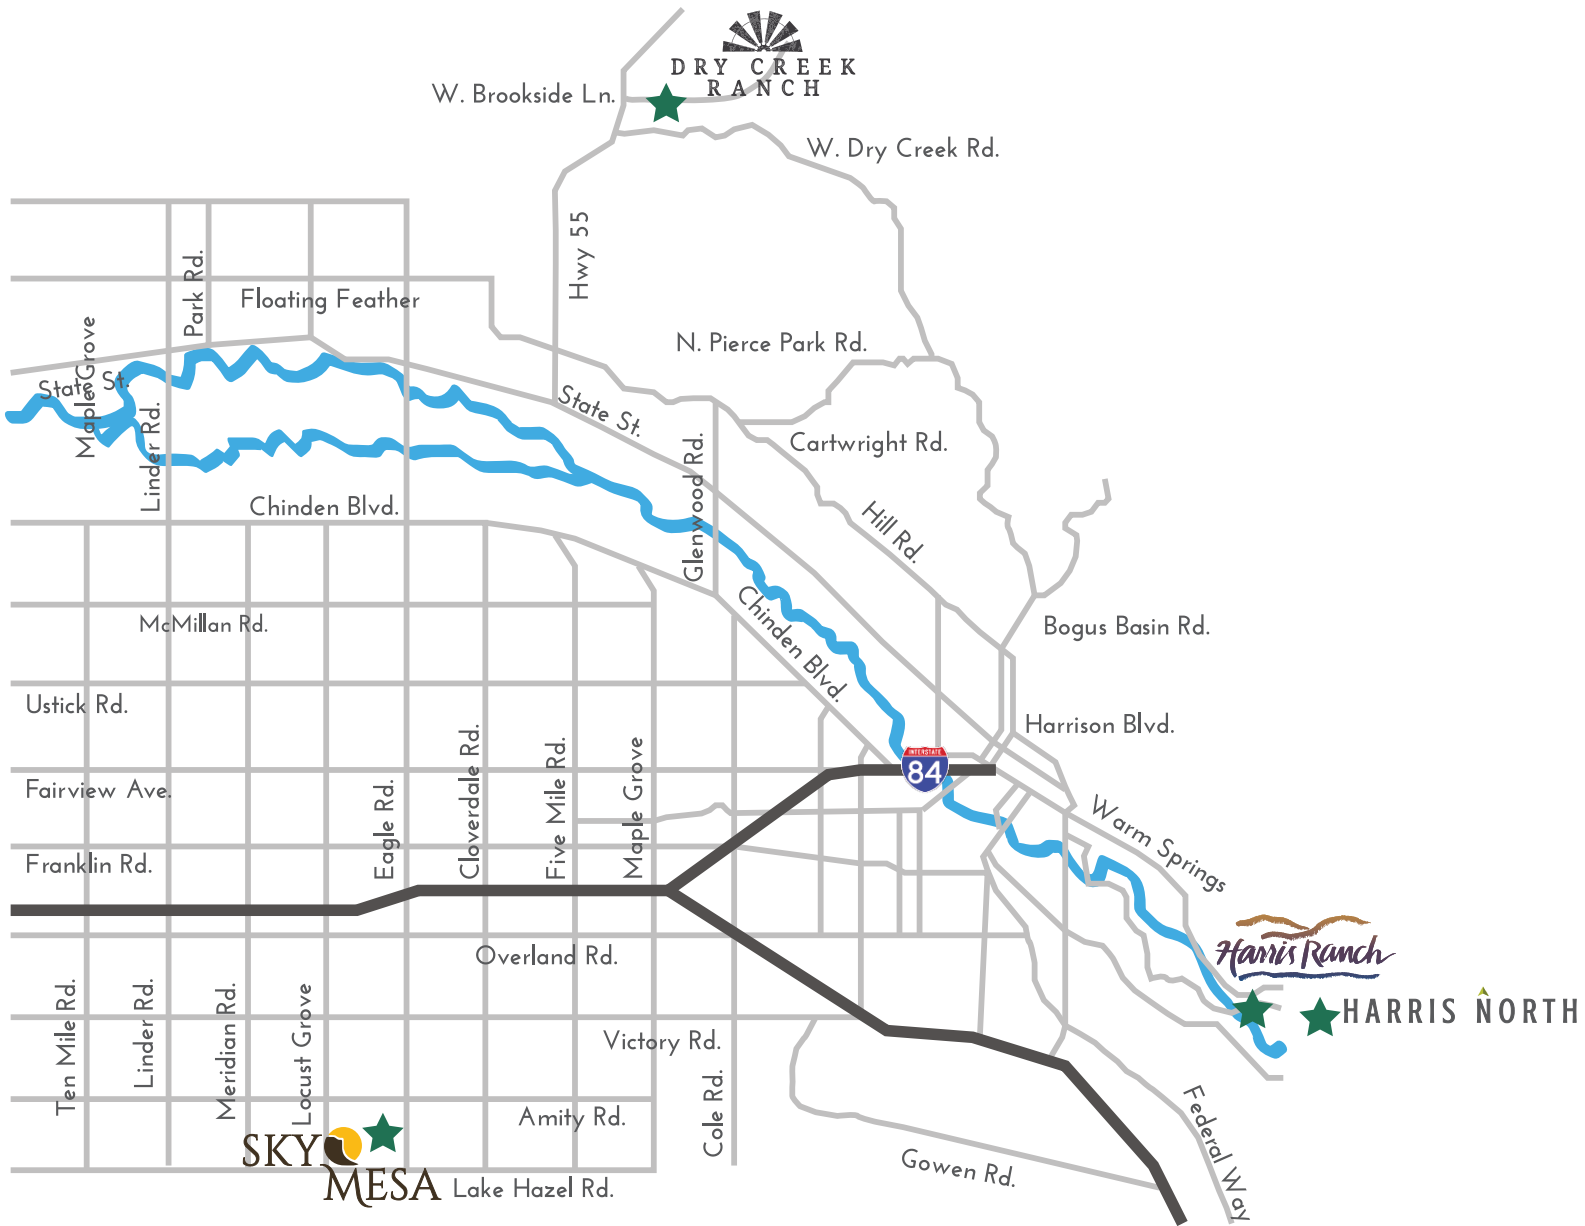 DRY CREEK
RANCH
W. Brookside Ln.
W. Dry Creek Rd.
Hwy 55
Park Rd.
Floating Feather
Maple Grove
State St.
N. Pierce Park Rd.
State St.
Linder Rd.
Glenwood Rd.
Cartwright Rd.
Chinden Blvd.
Hill Rd.
McMillan Rd.
Chinden Blvd.
Bogus Basin Rd.
Ustick Rd.
Harrison Blvd.
INTERSTATE
84
Fairview Ave.
Eagle Rd.
Cloverdale Rd.
Five Mile Rd.
Maple Grove
Warm Springs
Franklin Rd.
Overland Rd.
Harris Ranch
HARRIS NORTH
Ten Mile Rd.
Linder Rd.
Meridian Rd.
Locust Grove
Victory Rd.
Cole Rd.
Amity Rd.
Federal Way
Gowen Rd.
SKY
MESA
Lake Hazel Rd.